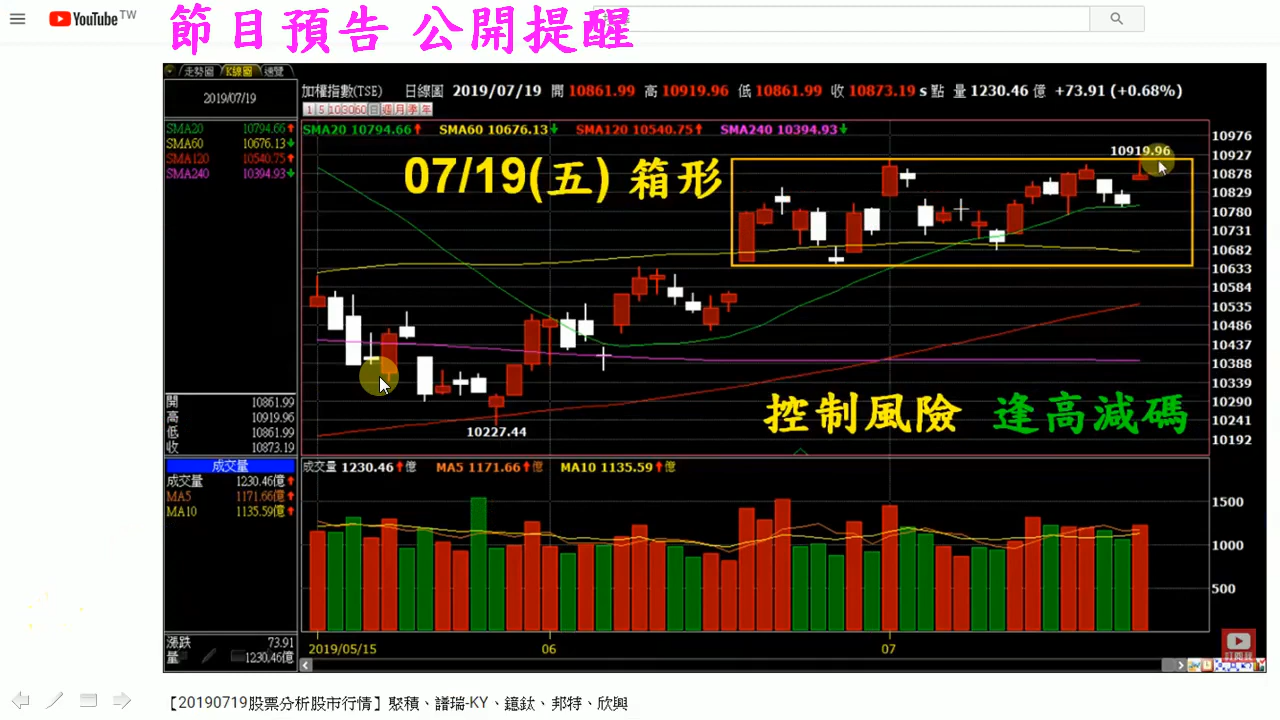 YouTube TW
節目預告 公開提醒
走勢圖 K線圖 速覽
2019/07/19
加權指數(TSE) 日線圖 2019/07/19 開 10861.99 高 10919.96 低 10861.99 收 10873.19 s 點 量 1230.46 億 +73.91 (+0.68%)
1 5 10 30 60 日 週 月 季 年
SMA20 10794.66
SMA60 10676.13
SMA120 10540.75
SMA240 10394.93
SMA20 10794.66 SMA60 10676.13 SMA120 10540.75 SMA240 10394.93
07/19(五) 箱形
10919.96
10976
10927
10878
10829
10780
10731
10682
10633
10584
10535
10486
10437
10388
10339
10290
10241
10192
控制風險 逢高減碼
10227.44
開 10861.99
高 10919.96
低 10861.99
收 10873.19
成交量
成交量 1230.46億
MA5 1171.66億
MA10 1135.59億
成交量 1230.46 億 MA5 1171.66 億 MA10 1135.59 億
1500
1000
500
漲跌 73.91
量 1230.46億
2019/05/15 06 07
訂閱我
【20190719股票分析股市行情】聚積、譜瑞-KY、鐿鈦、邦特、欣興